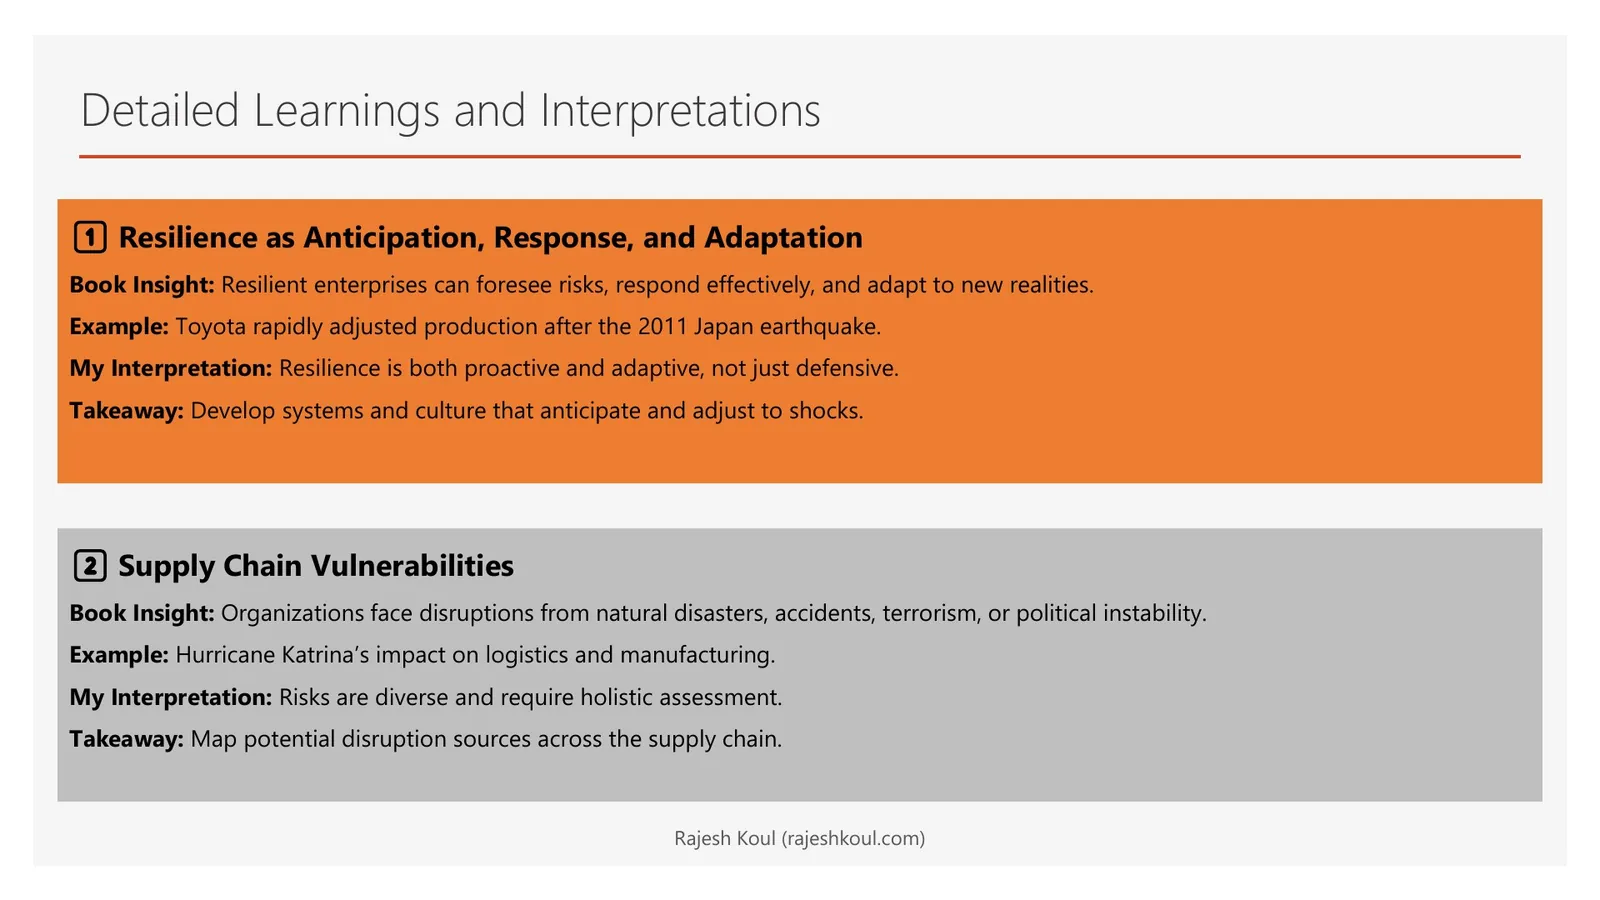 Detailed Learnings and Interpretations
1 Resilience as Anticipation, Response, and Adaptation
Book Insight: Resilient enterprises can foresee risks, respond effectively, and adapt to new realities.
Example: Toyota rapidly adjusted production after the 2011 Japan earthquake.
My Interpretation: Resilience is both proactive and adaptive, not just defensive.
Takeaway: Develop systems and culture that anticipate and adjust to shocks.
2 Supply Chain Vulnerabilities
Book Insight: Organizations face disruptions from natural disasters, accidents, terrorism, or political instability.
Example: Hurricane Katrina’s impact on logistics and manufacturing.
My Interpretation: Risks are diverse and require holistic assessment.
Takeaway: Map potential disruption sources across the supply chain.
Rajesh Koul (rajeshkoul.com)